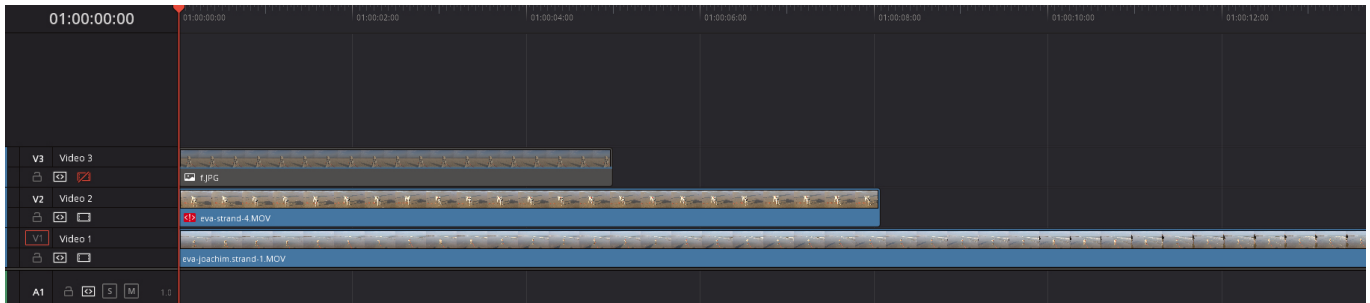 01:00:00:00
01:00:00:00 01:00:02:00 01:00:04:00 01:00:06:00 01:00:08:00 01:00:10:00 01:00:12:00
V3 Video 3
f.JPG
V2 Video 2
eva-strand-4.MOV
V1 Video 1
eva-joachim.strand-1.MOV
A1 S M 1.0